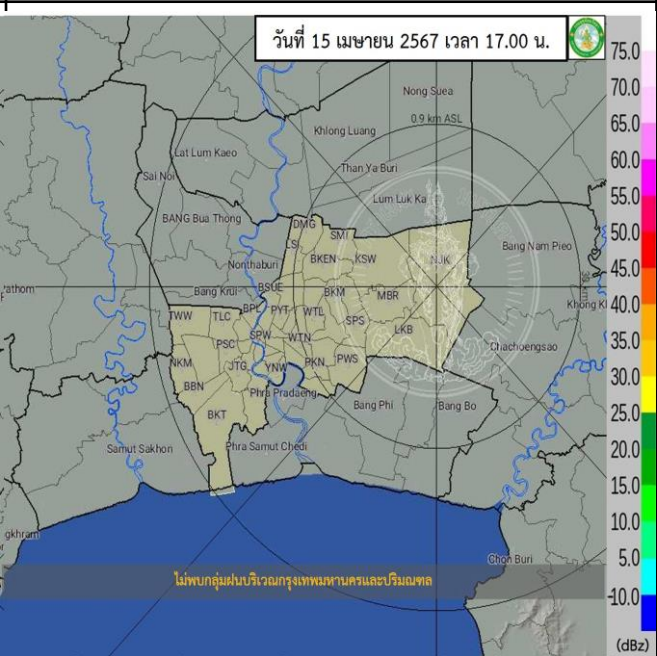 วันที่ 15 เมษายน 2567 เวลา 17.00 น.
75.0
70.0
65.0
60.0
55.0
50.0
45.0
40.0
35.0
30.0
25.0
20.0
15.0
10.0
5.0
-10.0
(dBz)
Nong Suea
0.9 km ASL
Khlong Luang
Lat Lum Kaeo
Than Ya Buri
Sai Noi
Lum Luk Ka
BANG Bua Thong
DMG
SMI
LSI
Bang Nam Pieo
BKEN
KSW
NJK
Nonthaburi
Bang Krui
BSUE
BKM
MBR
Khong Kh
TWW
TLC
BPL
PYT
WTL
SPS
LKB
SPW
WTN
PSC
Chachoengsao
NKM
JTG
YNW
PKN
PWS
BBN
Phra Pradaeng
BKT
Bang Phi
Bang Bo
Samut Sakhon
Phra Samut Chedi
gkhram
Chon Buri
ไม่พบกลุ่มฝนบริเวณกรุงเทพมหานครและปริมณฑล